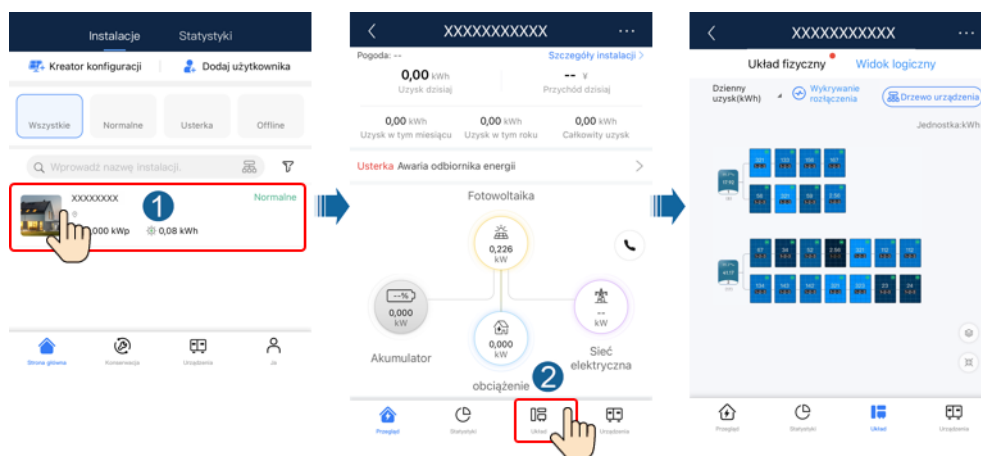 Instalacje Statystyki
Kreator konfiguracji Dodaj użytkownika
Wszystkie Normalne Usterka Offline
Wprowadź nazwę instalacji.
XXXXXXXX Normalne
1
000 kWp 0,08 kWh
Strona główna Konserwacja Urządzenia Ja
XXXXXXXXXXX ...
Pogoda: -- Szczegóły instalacji >
0,00 kWh -- ¥
Uzysk dzisiaj Przychód dzisiaj
0,00 kWh 0,00 kWh 0,00 kWh
Uzysk w tym miesiącu Uzysk w tym roku Całkowity uzysk
Usterka Awaria odbiornika energii
Fotowoltaika
0,226
kW
--%
0,000
kW
--
kW
0,000
kW
Akumulator
Sieć
elektryczna
obciążenie
2
Przegląd Statystyki Układ Urządzenia
XXXXXXXXXXX ...
Układ fizyczny Widok logiczny
Dzienny
uzysk(kWh)
Wykrywanie
rozłączenia
Drzewo urządzenia
Jednostka:kWh
Przegląd Statystyki Układ Urządzenia